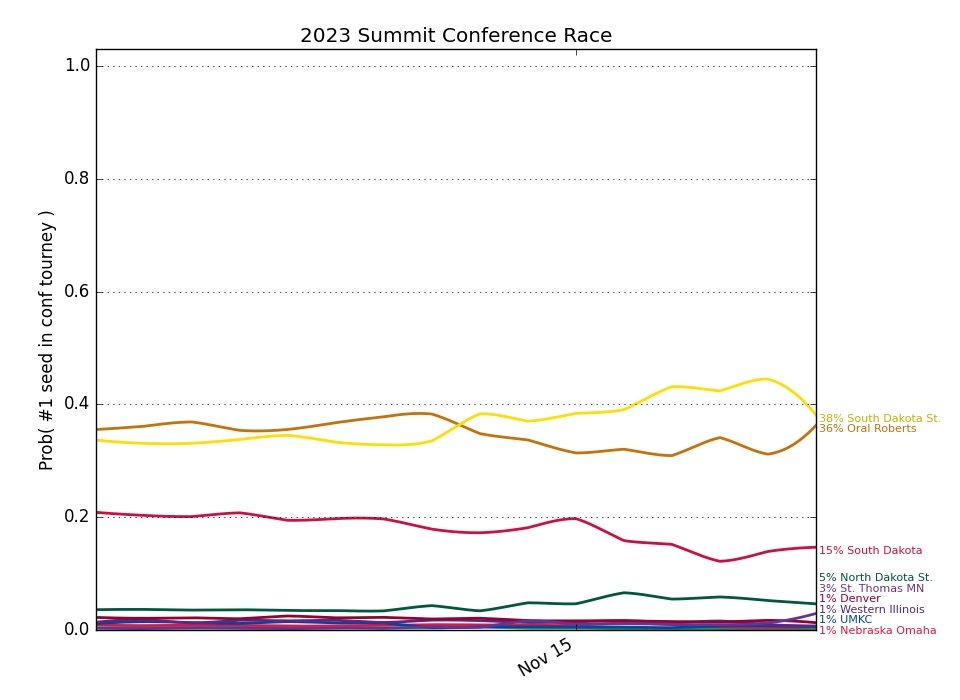 2023 Summit Conference Race
Prob( #1 seed in conf tourney )
1.0
0.8
0.6
0.4
0.2
0.0
Nov 15
38% South Dakota St.
36% Oral Roberts
15% South Dakota
5% North Dakota St.
3% St. Thomas MN
1% Denver
1% Western Illinois
1% UMKC
1% Nebraska Omaha